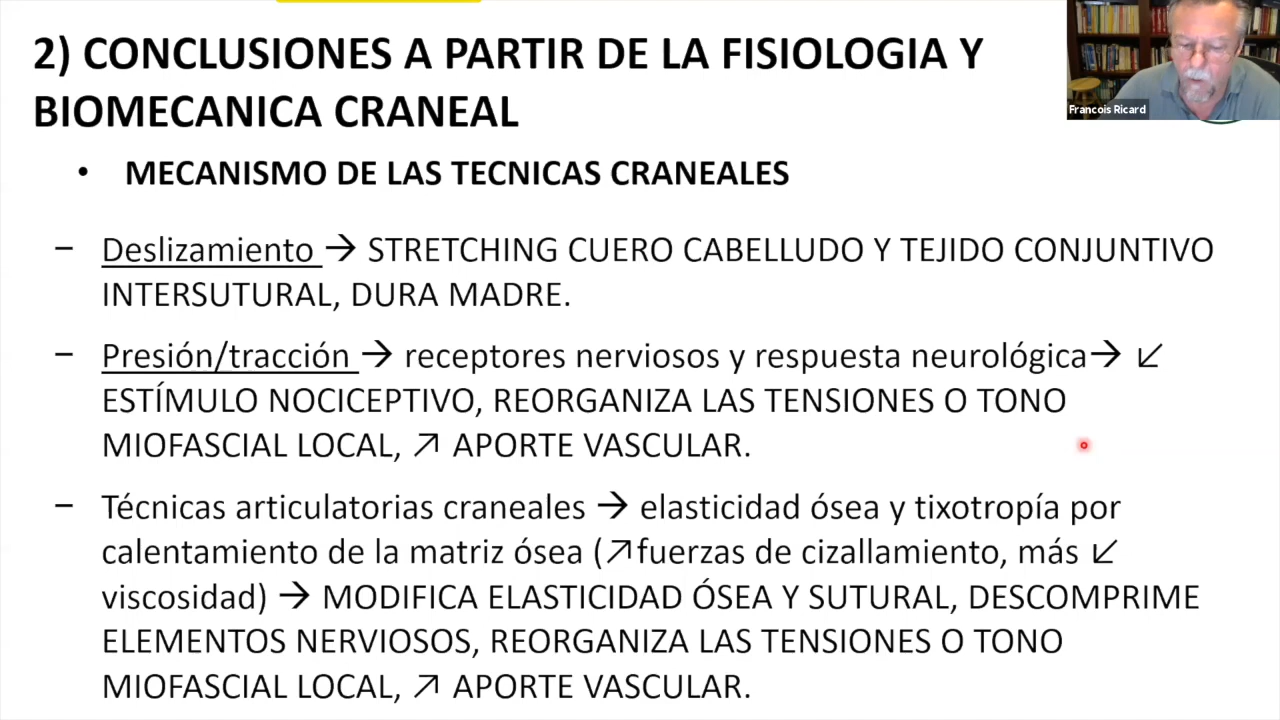 2) CONCLUSIONES A PARTIR DE LA FISIOLOGIA Y
BIOMECANICA CRANEAL
Francois Ricard
• MECANISMO DE LAS TECNICAS CRANEALES
− Deslizamiento → STRETCHING CUERO CABELLUDO Y TEJIDO CONJUNTIVO
INTERSUTURAL, DURA MADRE.
− Presión/tracción → receptores nerviosos y respuesta neurológica→ ↙
ESTÍMULO NOCICEPTIVO, REORGANIZA LAS TENSIONES O TONO
MIOFASCIAL LOCAL, ↗ APORTE VASCULAR.
− Técnicas articulatorias craneales → elasticidad ósea y tixotropía por
calentamiento de la matriz ósea (↗fuerzas de cizallamiento, más ↙
viscosidad) → MODIFICA ELASTICIDAD ÓSEA Y SUTURAL, DESCOMPRIME
ELEMENTOS NERVIOSOS, REORGANIZA LAS TENSIONES O TONO
MIOFASCIAL LOCAL, ↗ APORTE VASCULAR.